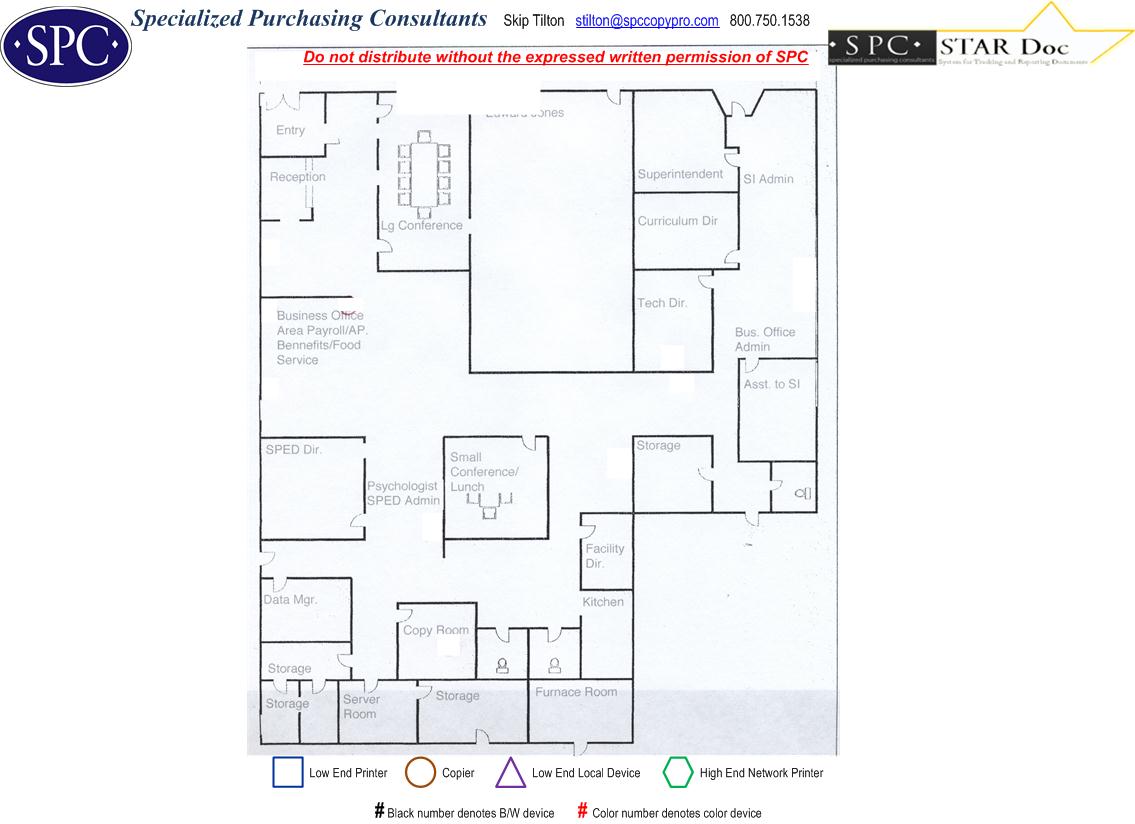 SPC
Specialized Purchasing Consultants Skip Tilton stilton@spccopypro.com 800.750.1538
Do not distribute without the expressed written permission of SPC
SPC
specialized purchasing consultants
STAR Doc
System for Tracking and Reporting Documents
Edward Jones
Entry
Reception
Lg Conference
Superintendent
SI Admin
Curriculum Dir
Tech Dir.
Business Office
Area Payroll/AP.
Bennefits/Food
Service
Bus. Office
Admin
Asst. to SI
SPED Dir.
Psychologist
SPED Admin
Small
Conference/
Lunch
Storage
Facility
Dir.
Kitchen
Data Mgr.
Copy Room
Storage
Storage
Server
Room
Storage
Furnace Room
Low End Printer
Copier
Low End Local Device
High End Network Printer
# Black number denotes B/W device
# Color number denotes color device